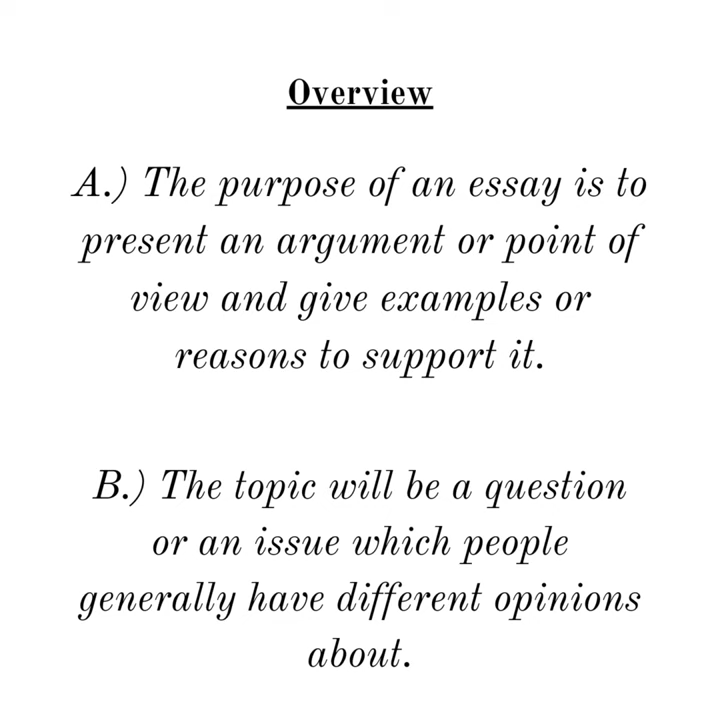 Overview
A.) The purpose of an essay is to
present an argument or point of
view and give examples or
reasons to support it.
B.) The topic will be a question
or an issue which people
generally have different opinions
about.